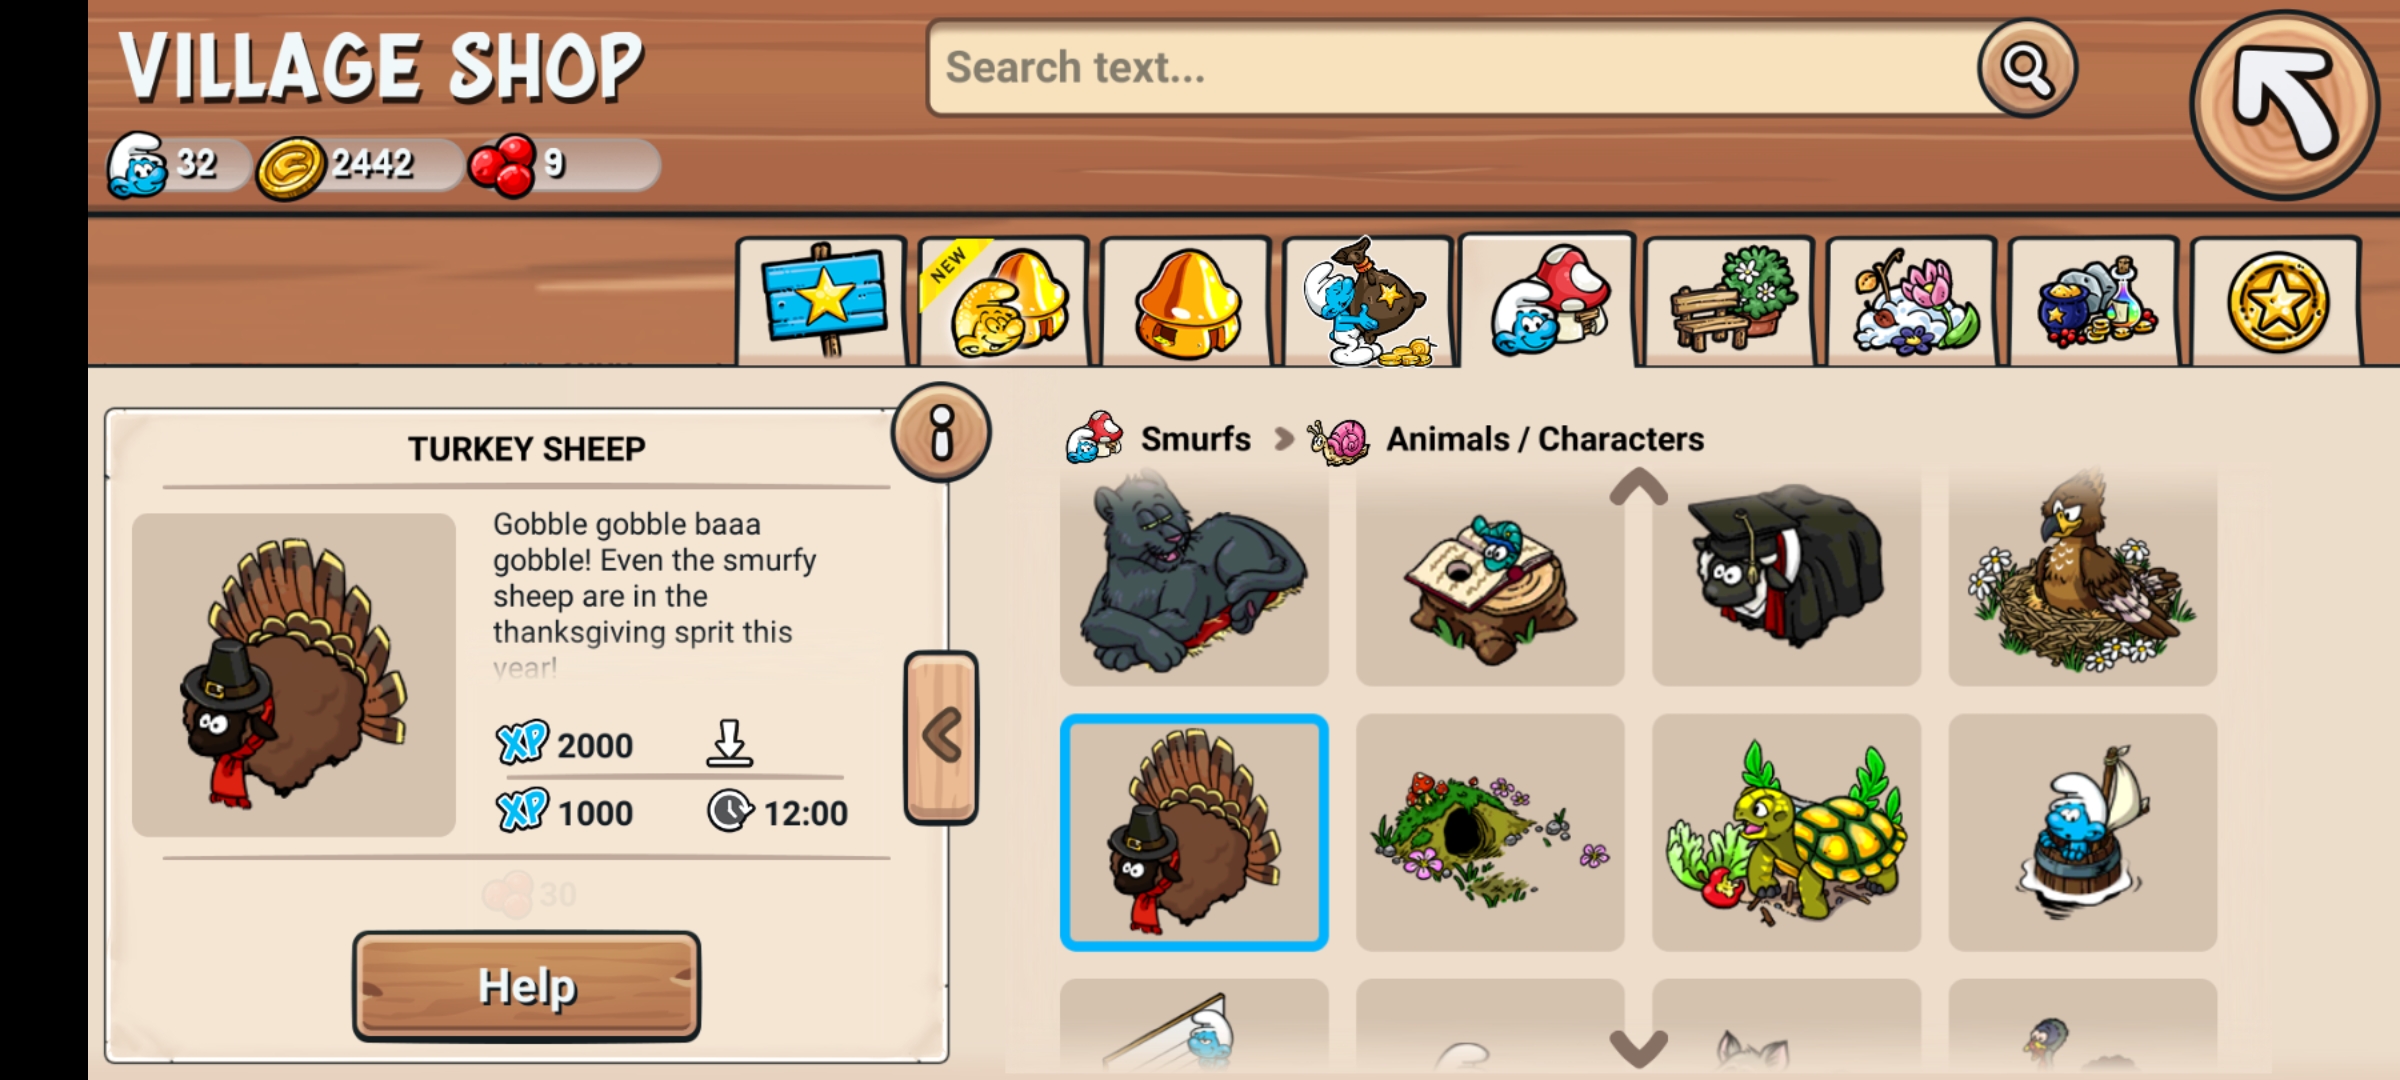 VILLAGE SHOP
Search text...
32
2442
9
NEW
TURKEY SHEEP
Gobble gobble baaa
gobble! Even the smurfy
sheep are in the
thanksgiving sprit this
year!
XP 2000
XP 1000
12:00
30
Help
Smurfs
Animals / Characters